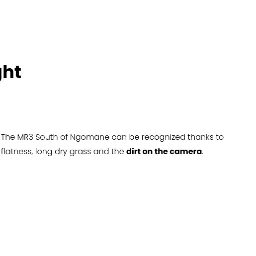 ght
The MR3 South of Ngomane can be recognized thanks to
flatness, long dry grass and the dirt on the camera.